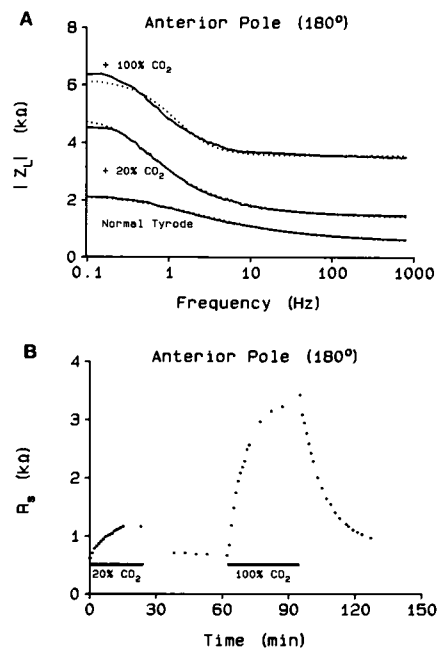 A
Anterior Pole (180°)
8
6
4
2
0
| Z_L | (kΩ)
+ 100% CO₂
+ 20% CO₂
Normal Tyrode
0.1
1
10
100
1000
Frequency (Hz)
B
Anterior Pole (180°)
4
3
2
1
0
R_s (kΩ)
20% CO₂
100% CO₂
0
30
60
90
120
150
Time (min)